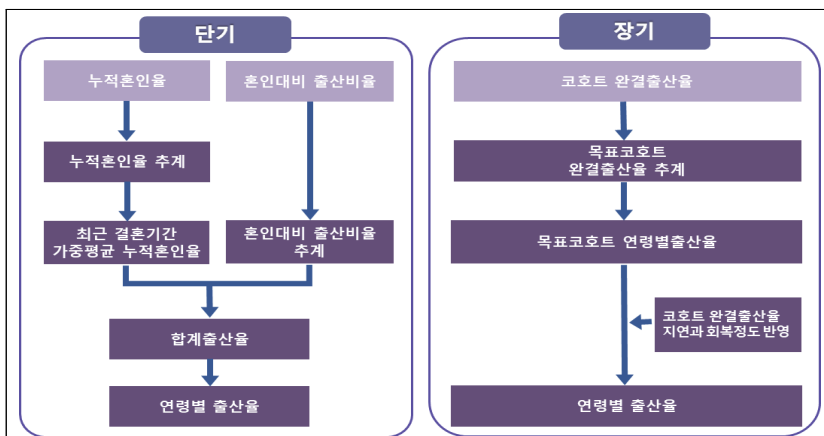 단기
누적혼인율
혼인대비 출산비율
누적혼인율 추계
최근 결혼기간
가중평균 누적혼인율
혼인대비 출산비율
추계
합계출산율
연령별 출산율
장기
코호트 완결출산율
목표코호트
완결출산율 추계
목표코호트 연령별출산율
코호트 완결출산율
지연과 회복정도 반영
연령별 출산율